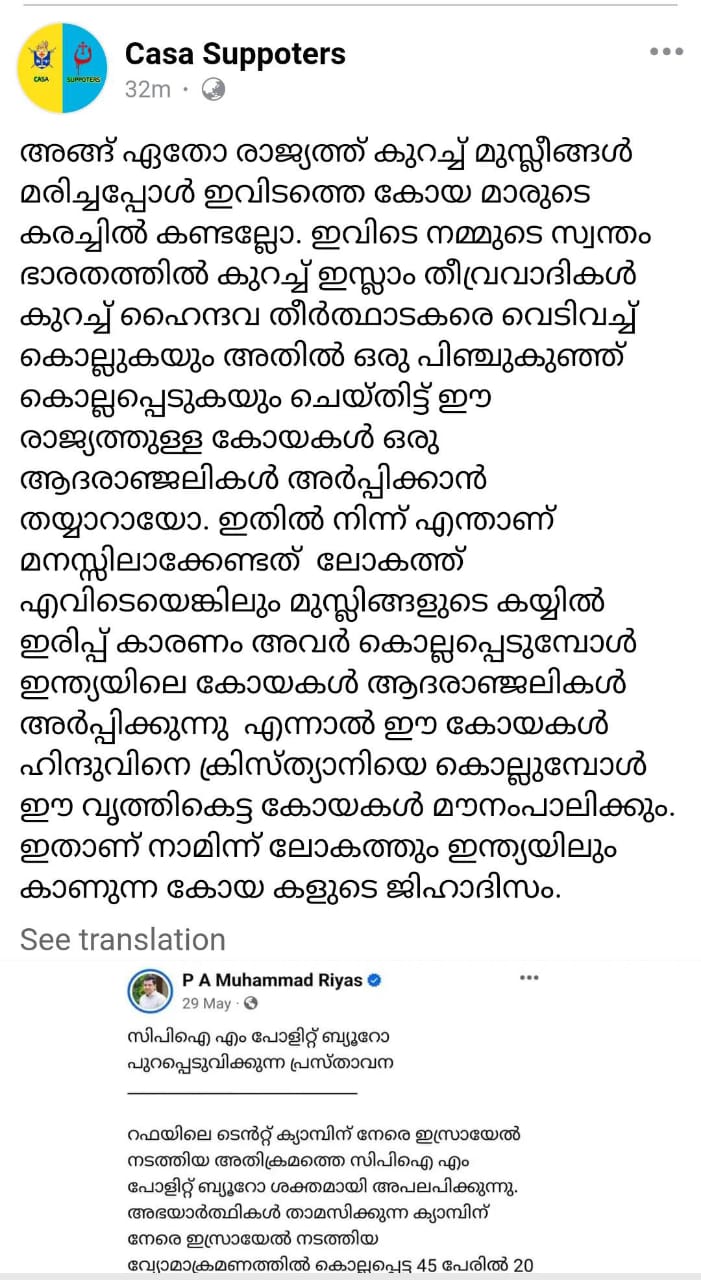 Casa Suppoters
32m
CASA
SUPPOTERS
അങ്ങ് ഏതോ രാജ്യത്ത് കുറച്ച് മുസ്ലീങ്ങൾ
മരിച്ചപ്പോൾ ഇവിടത്തെ കോയ മാരുടെ
കരച്ചിൽ കണ്ടല്ലോ. ഇവിടെ നമ്മുടെ സ്വന്തം
ഭാരതത്തിൽ കുറച്ച് ഇസ്ലാം തീവ്രവാദികൾ
കുറച്ച് ഹൈന്ദവ തീർത്ഥാടകരെ വെടിവച്ച്
കൊല്ലുകയും അതിൽ ഒരു പിഞ്ചുകുഞ്ഞ്
കൊല്ലപ്പെടുകയും ചെയ്തിട്ട് ഈ
രാജ്യത്തുള്ള കോയകൾ ഒരു
ആദരാഞ്ജലികൾ അർപ്പിക്കാൻ
തയ്യാറായോ. ഇതിൽ നിന്ന് എന്താണ്
മനസ്സിലാക്കേണ്ടത് ലോകത്ത്
എവിടെയെങ്കിലും മുസ്ലിങ്ങളുടെ കയ്യിൽ
ഇരിപ്പ് കാരണം അവർ കൊല്ലപ്പെടുമ്പോൾ
ഇന്ത്യയിലെ കോയകൾ ആദരാഞ്ജലികൾ
അർപ്പിക്കുന്നു എന്നാൽ ഈ കോയകൾ
ഹിന്ദുവിനെ ക്രിസ്ത്യാനിയെ കൊല്ലുമ്പോൾ
ഈ വൃത്തികെട്ട കോയകൾ മൗനംപാലിക്കും.
ഇതാണ് നാമിന്ന് ലോകത്തും ഇന്ത്യയിലും
കാണുന്ന കോയ കളുടെ ജിഹാദിസം.
See translation
P A Muhammad Riyas
29 May
സിപിഐ എം പോളിറ്റ് ബ്യൂറോ
പുറപ്പെടുവിക്കുന്ന പ്രസ്താവന
റഫയിലെ ടെൻറ്റ് ക്യാമ്പിന് നേരെ ഇസ്രായേൽ
നടത്തിയ അതിക്രമത്തെ സിപിഐ എം
പോളിറ്റ് ബ്യൂറോ ശക്തമായി അപലപിക്കുന്നു.
അഭയാർത്ഥികൾ താമസിക്കുന്ന ക്യാമ്പിന്
നേരെ ഇസ്രായേൽ നടത്തിയ
വ്യോമാക്രമണത്തിൽ കൊല്ലപ്പെട്ട 45 പേരിൽ 20